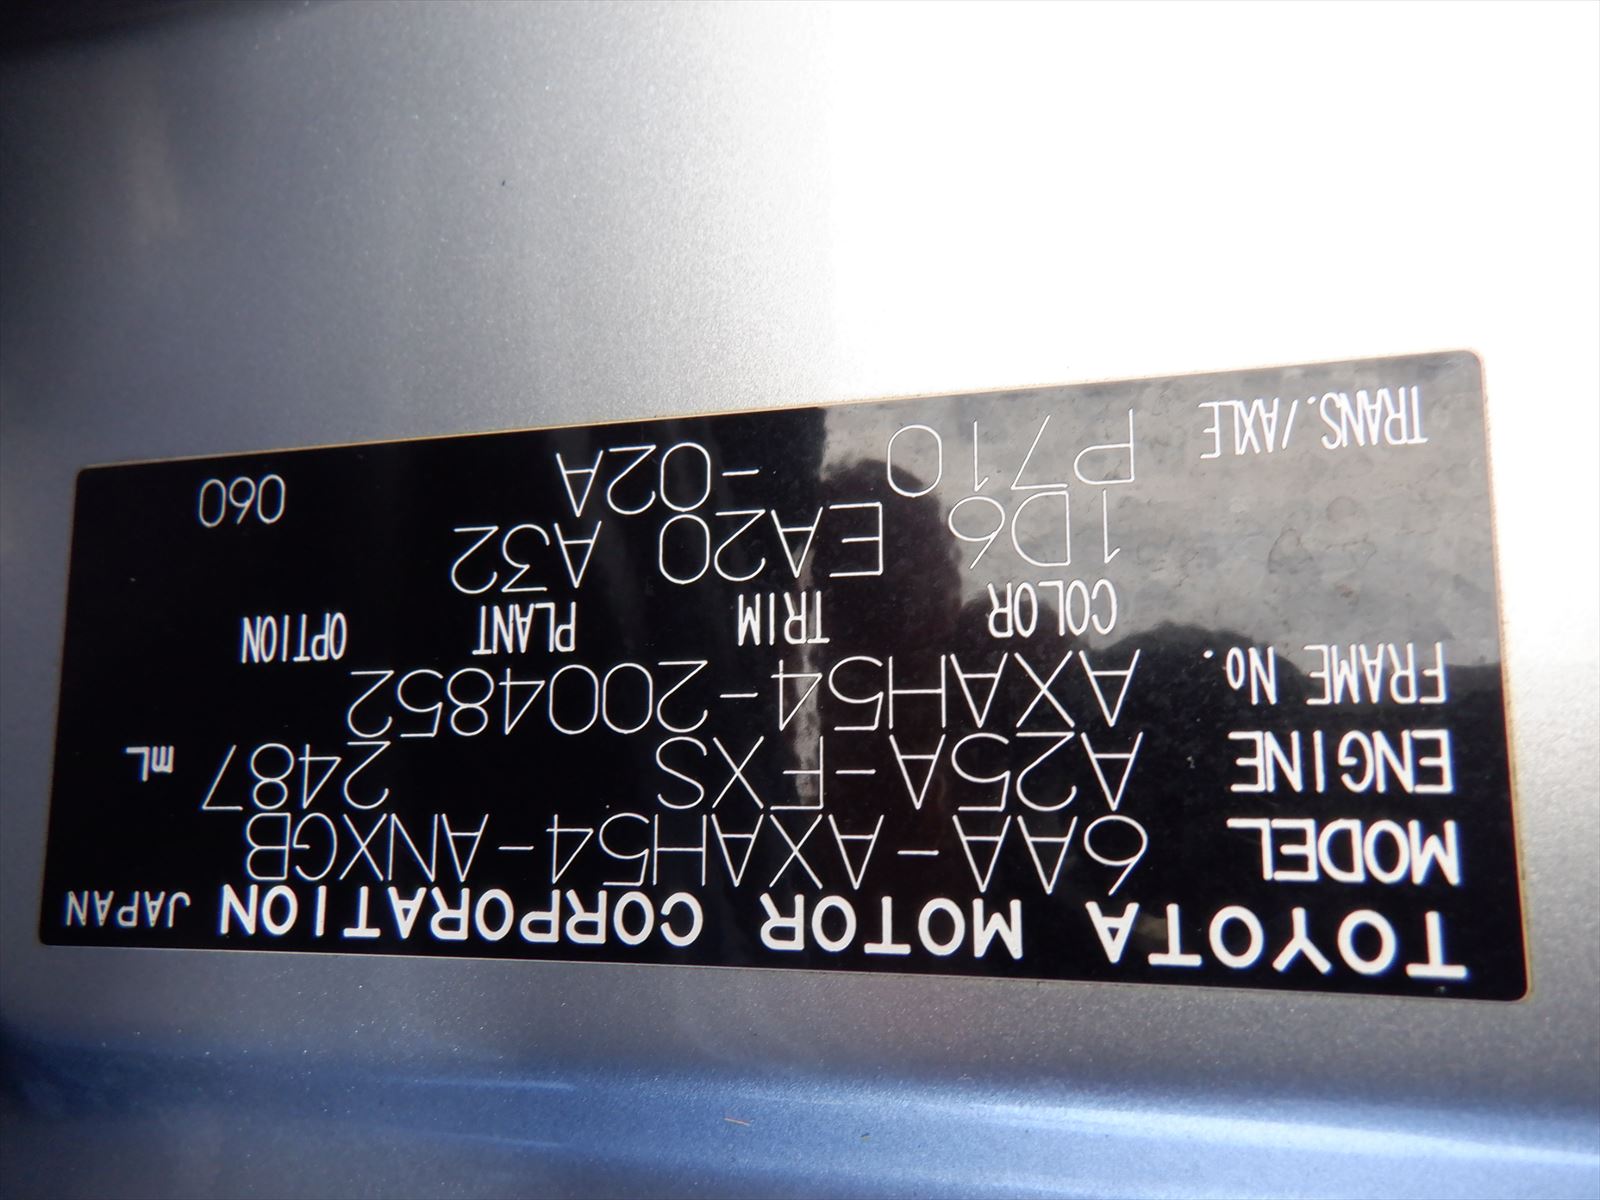 TOYOTA MOTOR CORPORATION JAPAN
MODEL 6AA-AXAH54-ANXGB
ENGINE A25A-FXS 2487 mL
FRAME No. AXAH54-2004852
COLOR TRIM PLANT OPTION
1D6 EA20 A32
TRANS./AXLE P710 -02A